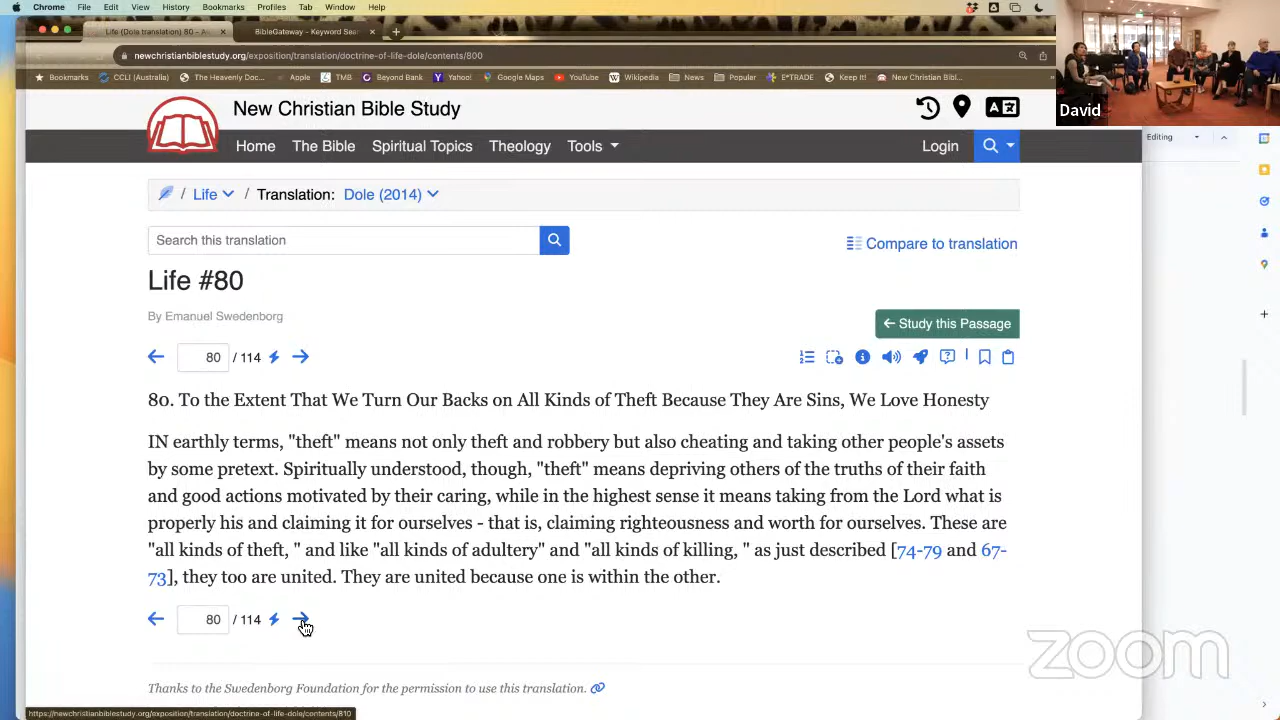 Chrome File Edit View History Bookmarks Profiles Tab Window Help
Life (Dole translation) 80 - A
BibleGateway - Keyword Sear
newchristianbiblestudy.org/exposition/translation/doctrine-of-life-dole/contents/800
Bookmarks CCLI (Australia) The Heavenly Doc... Apple TMB Beyond Bank Yahoo! Google Maps YouTube Wikipedia News Popular E*TRADE Keep It! New Christian Bibl...
David
Editing
New Christian Bible Study
Home The Bible Spiritual Topics Theology Tools Login
/ Life / Translation: Dole (2014)
Search this translation
Compare to translation
Life #80
By Emanuel Swedenborg
Study this Passage
80 / 114
80. To the Extent That We Turn Our Backs on All Kinds of Theft Because They Are Sins, We Love Honesty
IN earthly terms, "theft" means not only theft and robbery but also cheating and taking other people's assets
by some pretext. Spiritually understood, though, "theft" means depriving others of the truths of their faith
and good actions motivated by their caring, while in the highest sense it means taking from the Lord what is
properly his and claiming it for ourselves - that is, claiming righteousness and worth for ourselves. These are
"all kinds of theft, " and like "all kinds of adultery" and "all kinds of killing, " as just described [74-79 and 67-
73], they too are united. They are united because one is within the other.
80 / 114
zoom
Thanks to the Swedenborg Foundation for the permission to use this translation.
https://newchristianbiblestudy.org/exposition/translation/doctrine-of-life-dole/contents/810